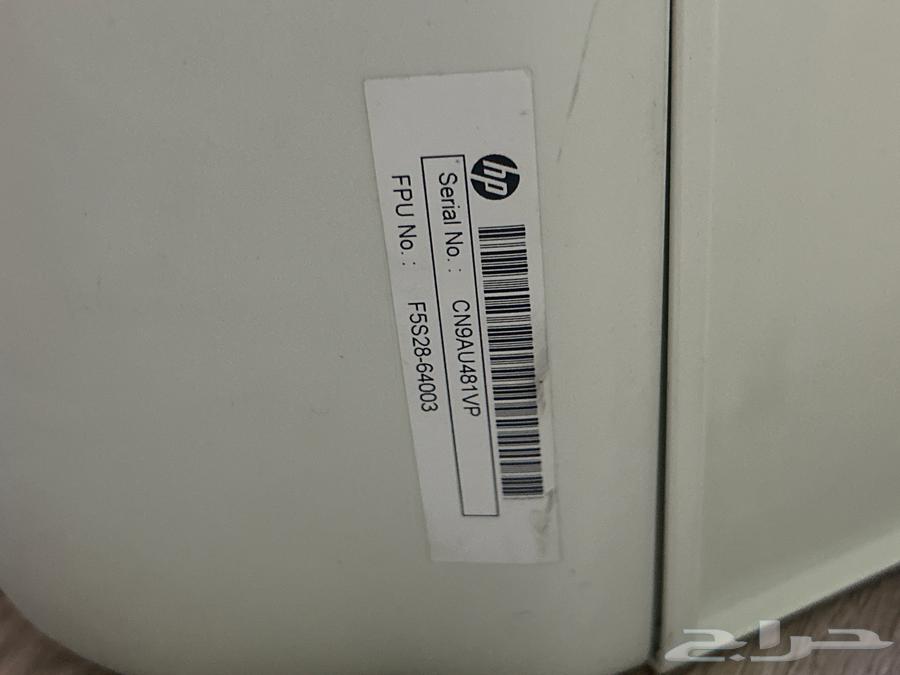 hp
Serial No. : CN9AU481VP
FPU No. : F5S28-64003
حراج